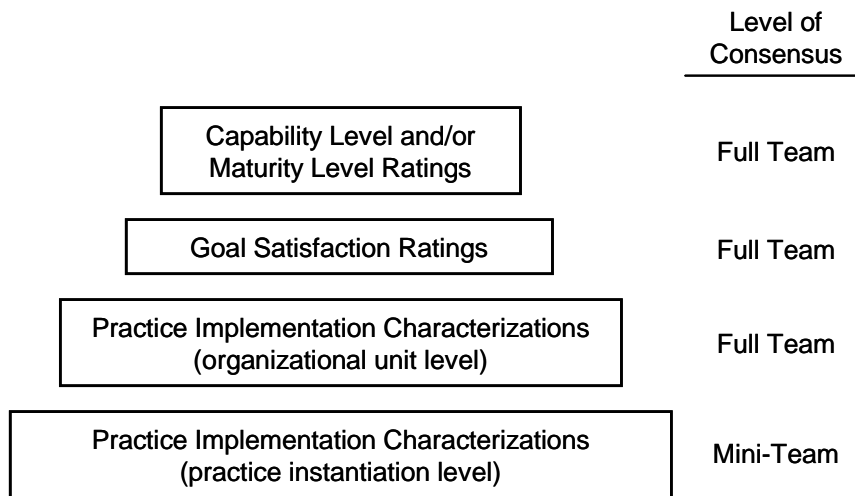 Level of
Consensus
Capability Level and/or
Maturity Level Ratings
Full Team
Goal Satisfaction Ratings
Full Team
Practice Implementation Characterizations
(organizational unit level)
Full Team
Practice Implementation Characterizations
(practice instantiation level)
Mini-Team